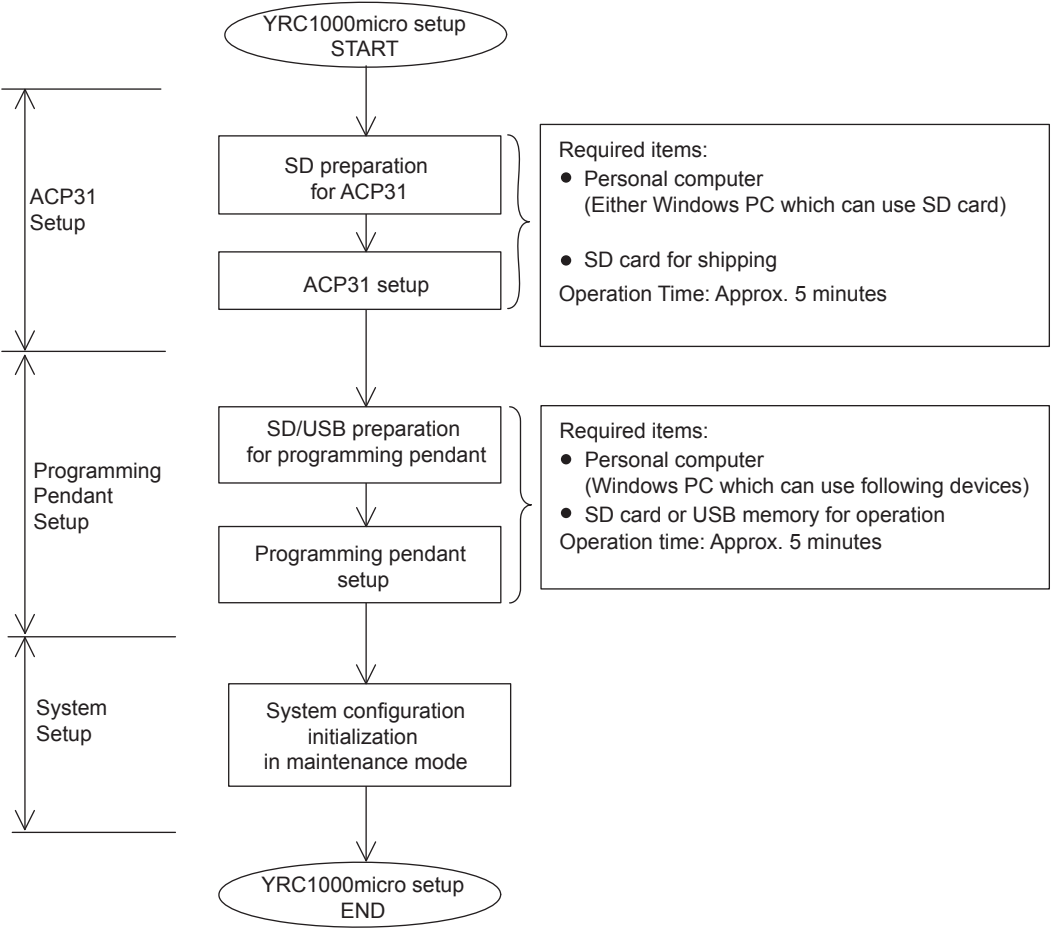 YRC1000micro setup
START
ACP31
Setup
SD preparation
for ACP31
ACP31 setup
Required items:
● Personal computer
(Either Windows PC which can use SD card)
● SD card for shipping
Operation Time: Approx. 5 minutes
Programming
Pendant
Setup
SD/USB preparation
for programming pendant
Programming pendant
setup
Required items:
● Personal computer
(Windows PC which can use following devices)
● SD card or USB memory for operation
Operation time: Approx. 5 minutes
System
Setup
System configuration
initialization
in maintenance mode
YRC1000micro setup
END